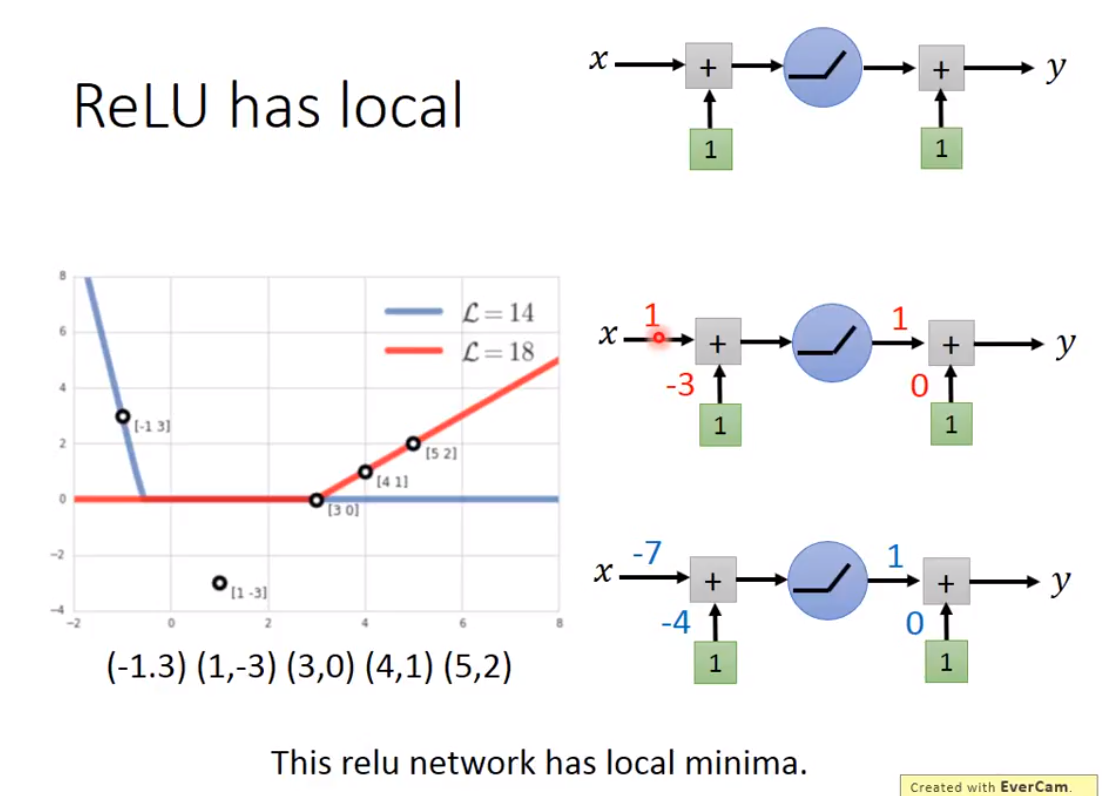 ReLU has local
x + y
1 1
8
6
4
2
0
−2
−4
−2 0 2 4 6 8
ℒ = 14
ℒ = 18
[-1 3]
[5 2]
[4 1]
[3 0]
[1 -3]
(-1.3) (1,-3) (3,0) (4,1) (5,2)
x 1 + 1 + y
-3 0
1 1
x -7 + 1 + y
-4 0
1 1
This relu network has local minima.
Created with EverCam.